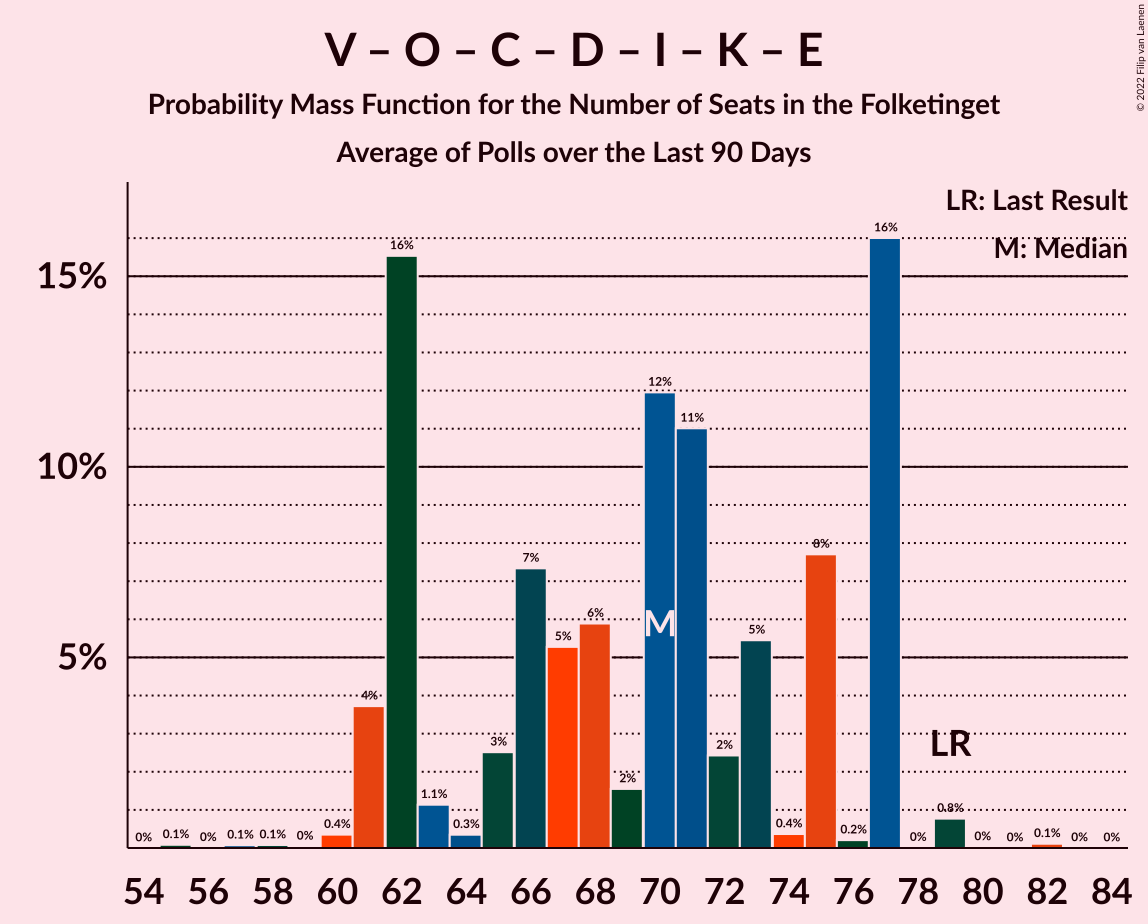 V – O – C – D – I – K – E
Probability Mass Function for the Number of Seats in the Folketinget
Average of Polls over the Last 90 Days
© 2022 Filip van Laenen
LR: Last Result
M: Median
15%
10%
5%
0% 0.1% 0% 0.1% 0.1% 0% 0.4% 4% 16% 1.1% 0.3% 3% 7% 5% 6% 2% 12% 11% 2% 5% 0.4% 8% 0.2% 16% 0% 0.8% 0% 0% 0.1% 0% 0%
M
LR
54 56 58 60 62 64 66 68 70 72 74 76 78 80 82 84